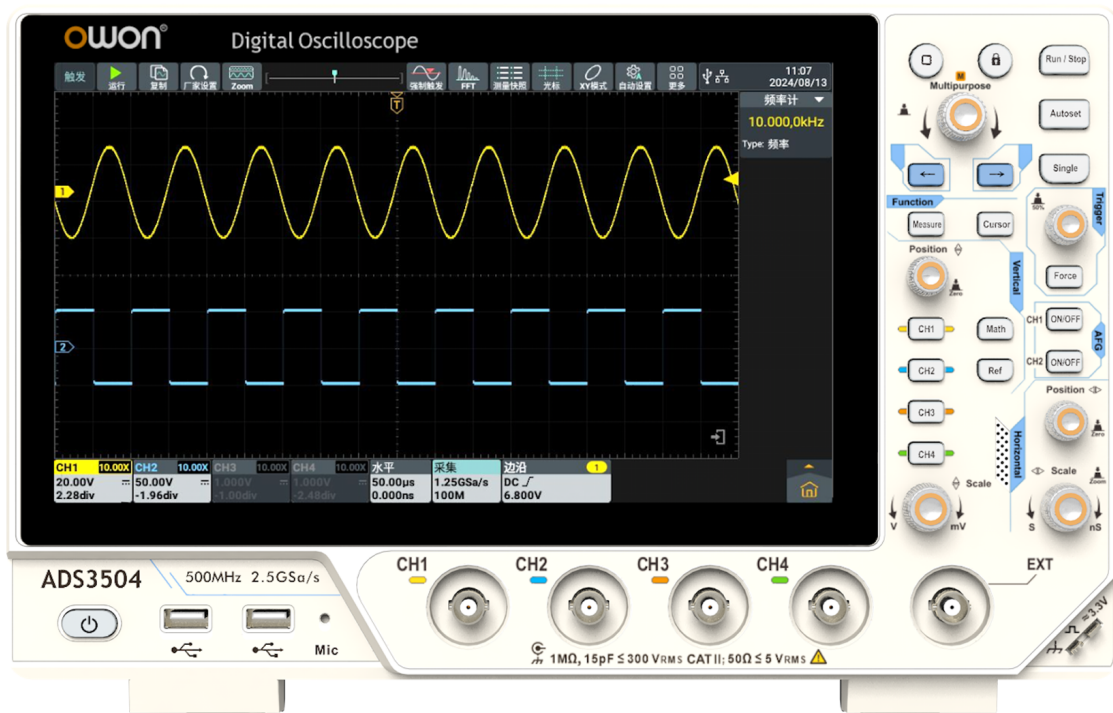 OWON® Digital Oscilloscope
触发 运行 复制 厂家设置 Zoom T 强制触发 FFT 测量快照 光标 XY模式 自动设置 更多 11:07
2024/08/13
T
频率计
10.000,0kHz
Type: 频率
1
2
CH1 10.00X CH2 10.00X CH3 10.00X CH4 10.00X 水平 采集 边沿 1
20.00V 50.00V 1.000V 1.000V 50.00μs 1.25GSa/s DC
2.28div -1.96div -1.00div -2.48div 0.000ns 100M 6.800V
Run / Stop
M
Multipurpose
Autoset
← →
Single
Function
Measure Cursor
Trigger
50%
Force
Position
Zero
Vertical
CH1 Math
CH2 Ref
CH3
CH4
CH1 ON/OFF
CH2 ON/OFF
AFG
Position
Zero
Horizontal
Scale
V mV
Scale
Zoom
S nS
ADS3504 500MHz 2.5GSa/s
Mic
CH1 CH2 CH3 CH4 EXT
1MΩ, 15pF ≤ 300 VRMS CAT II; 50Ω ≤ 5 VRMS
≈3.3V